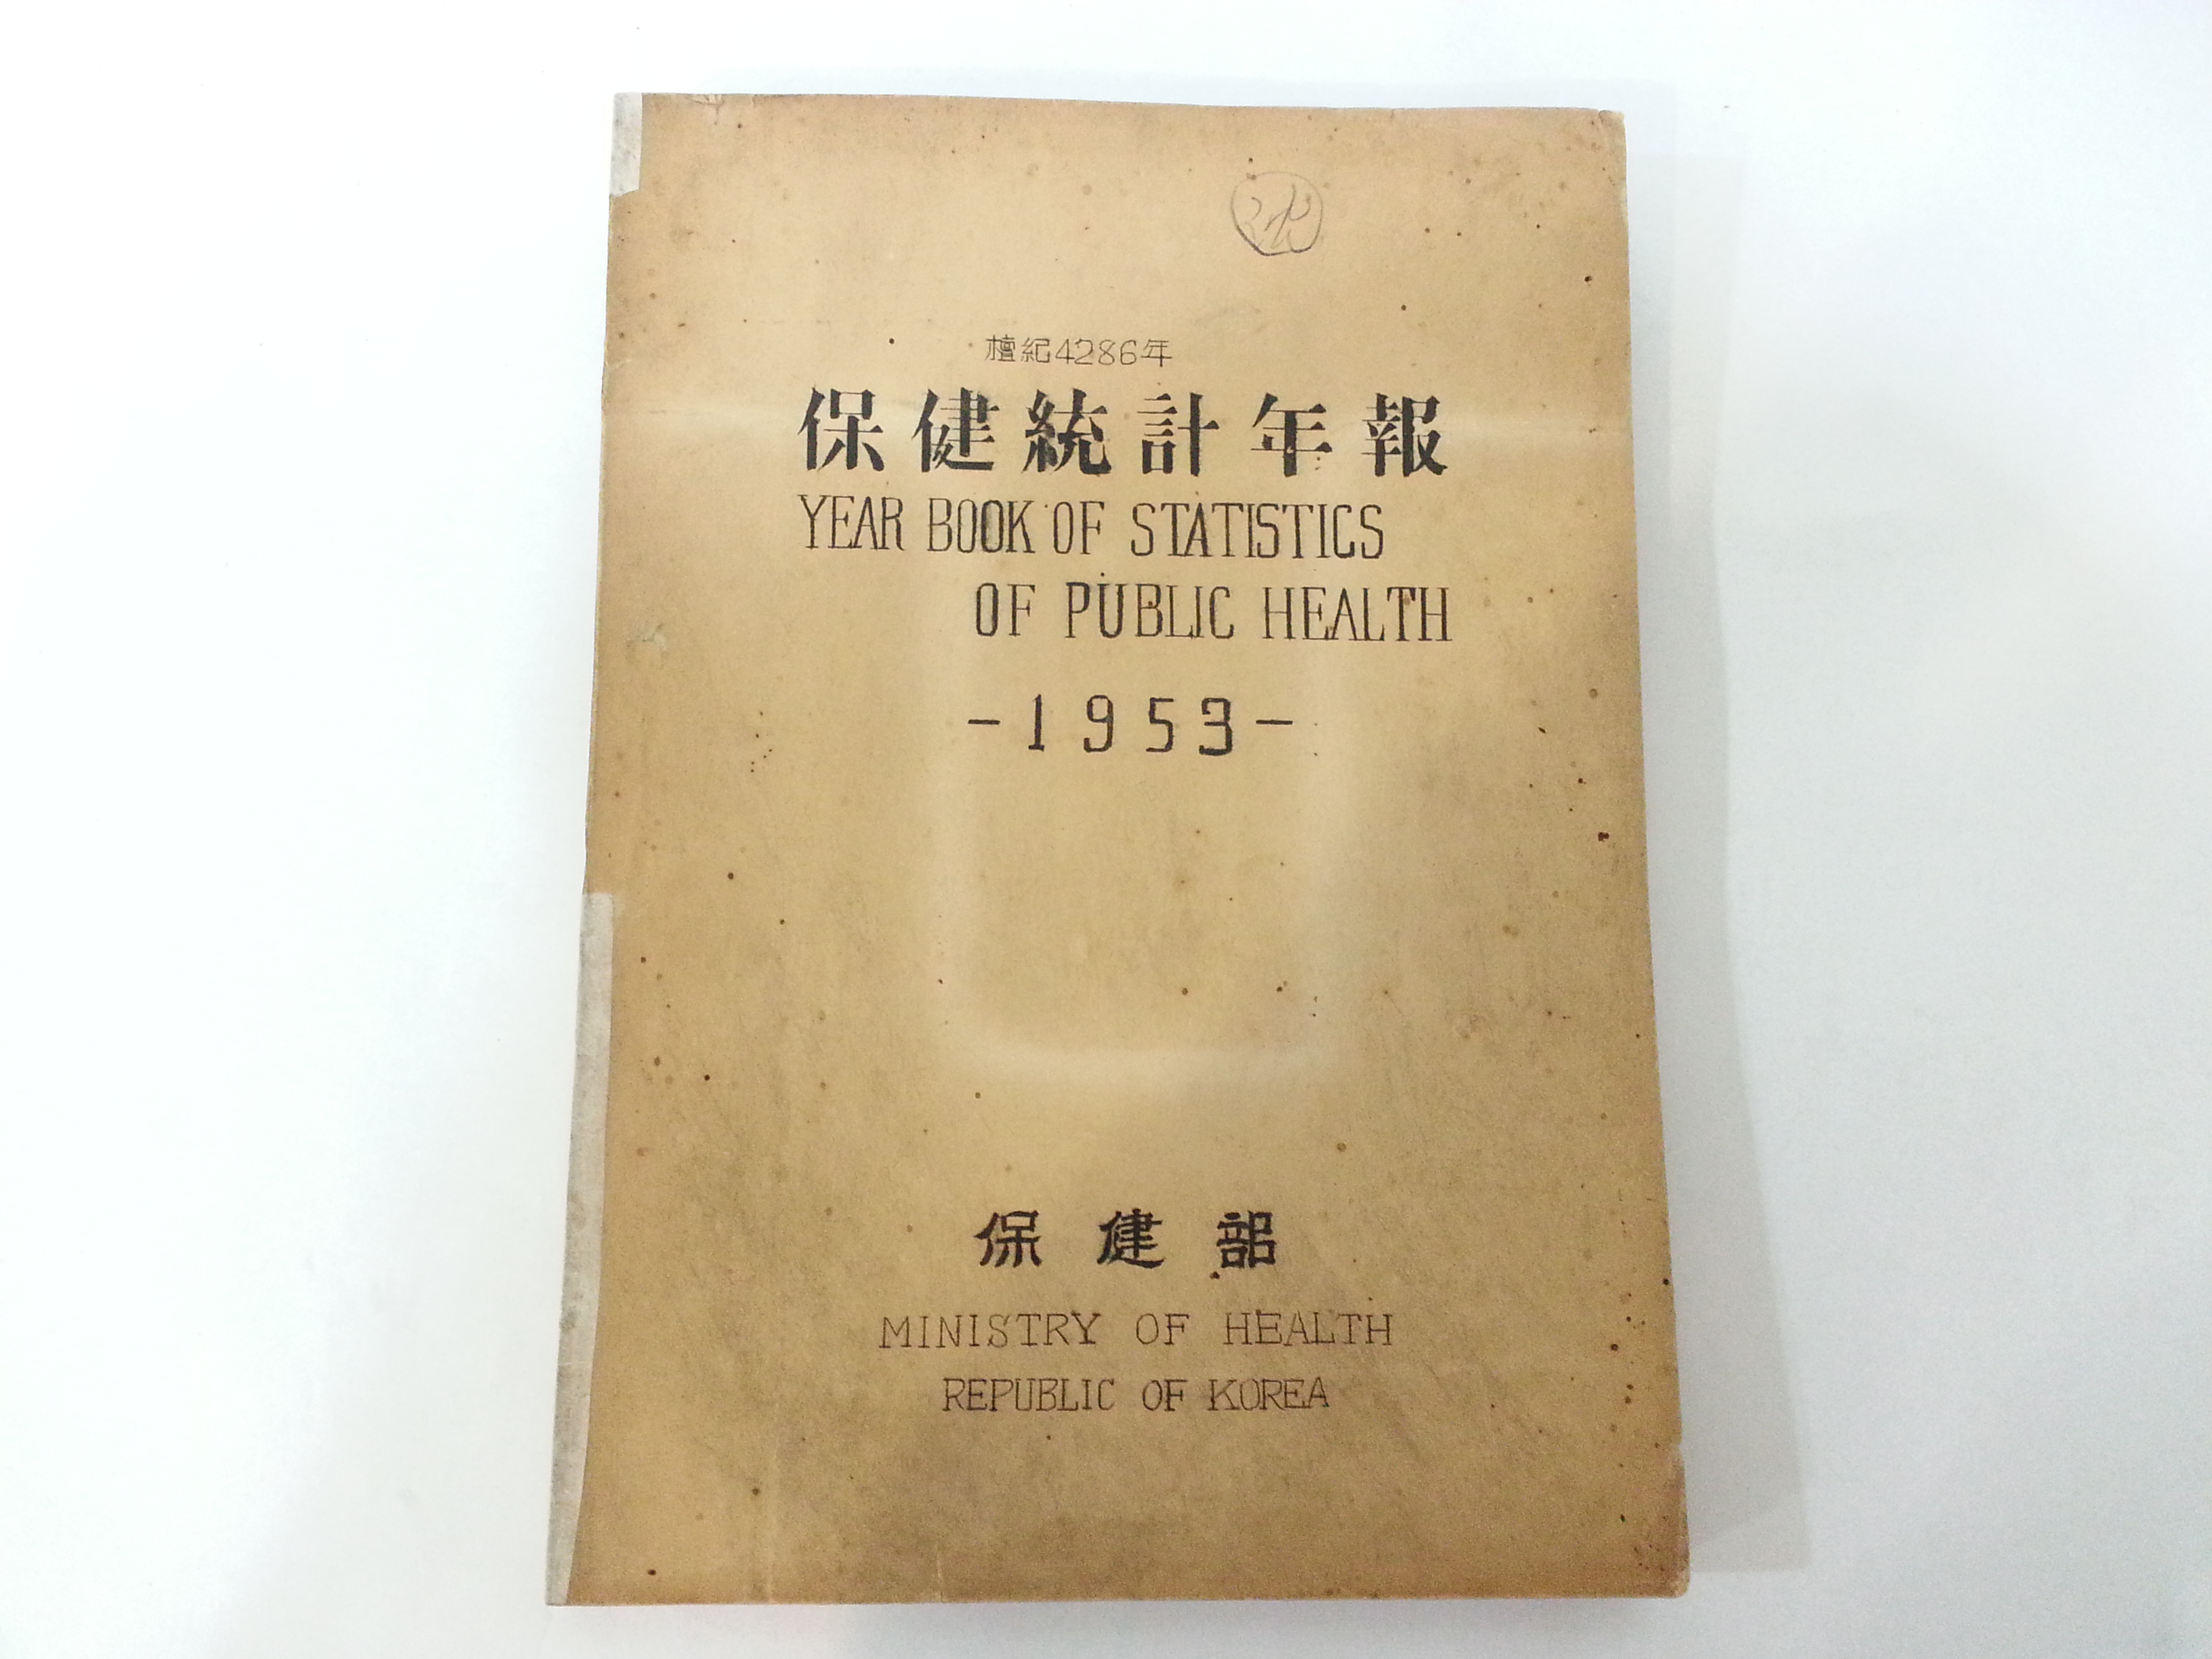 檀紀4286年
保健統計年報
YEAR BOOK OF STATISTICS
OF PUBLIC HEALTH
-1953-
保健部
MINISTRY OF HEALTH
REPUBLIC OF KOREA